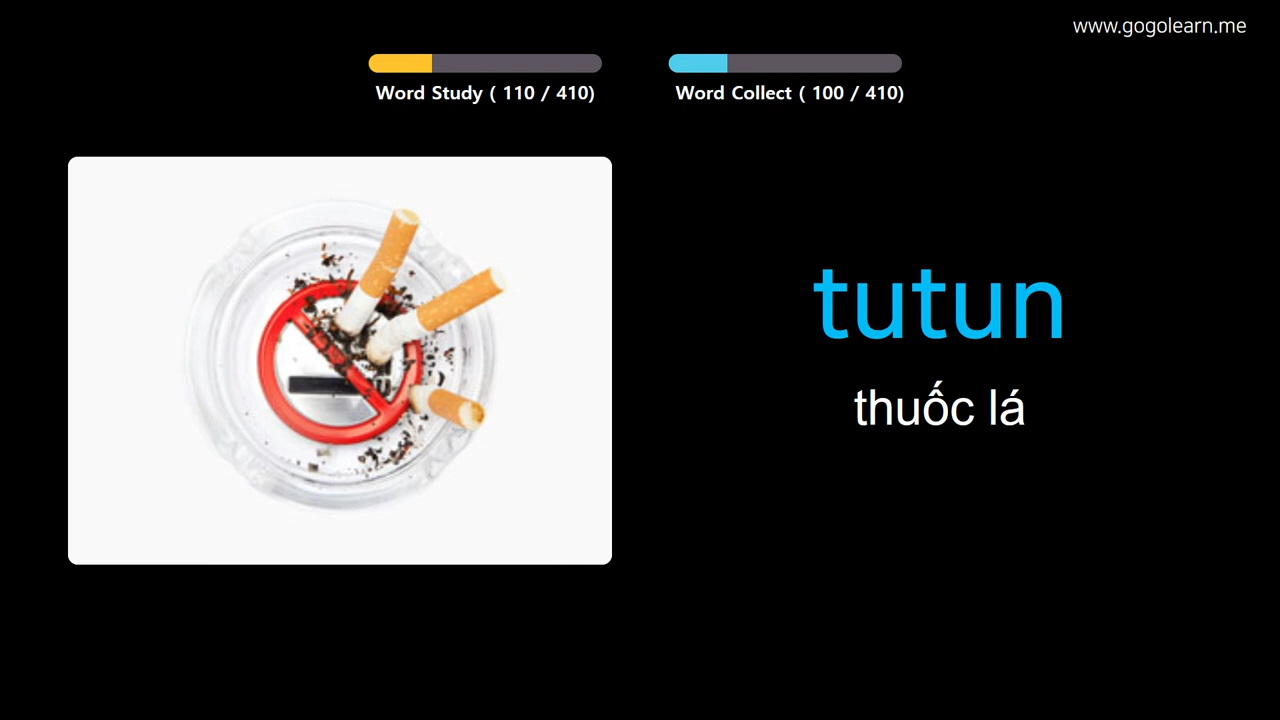 www.gogolearn.me
Word Study ( 110 / 410)
Word Collect ( 100 / 410)
tutun
thuốc lá